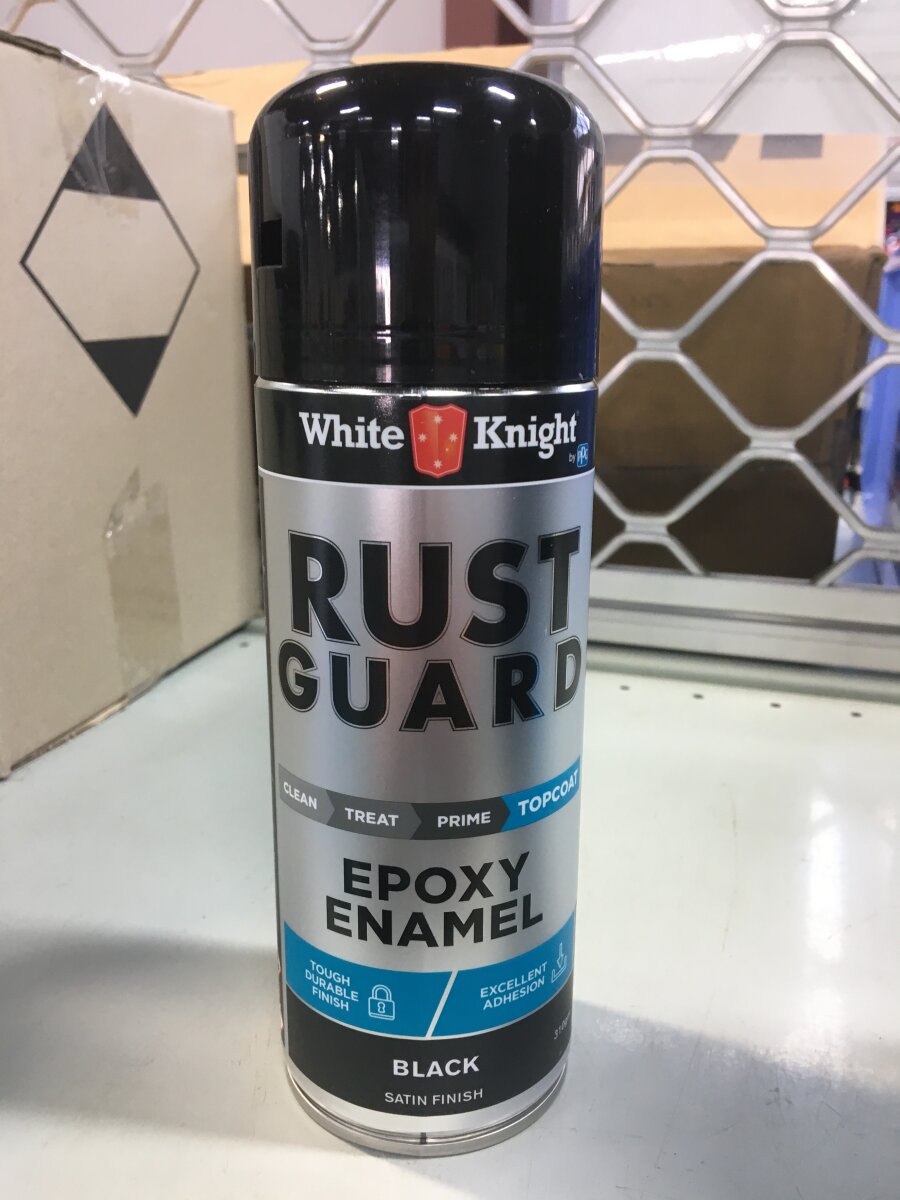 White Knight
by PPG
RUST
GUARD
CLEAN TREAT PRIME TOPCOAT
EPOXY
ENAMEL
TOUGH
DURABLE
FINISH
EXCELLENT
ADHESION
BLACK
SATIN FINISH